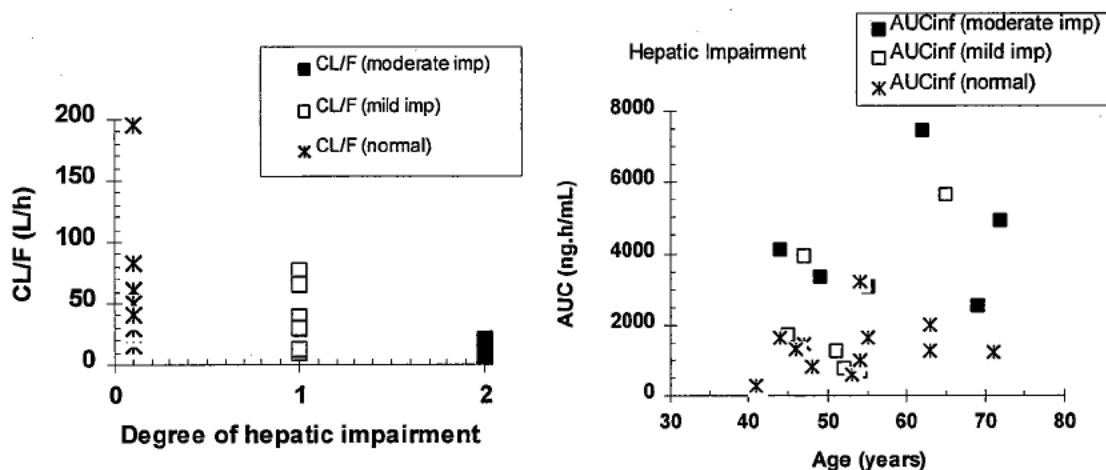 CL/F (moderate imp)
CL/F (mild imp)
CL/F (normal)
200
150
100
50
0
CL/F (L/h)
0 1 2
Degree of hepatic impairment
Hepatic Impairment
AUCinf (moderate imp)
AUCinf (mild imp)
AUCinf (normal)
8000
6000
4000
2000
0
AUC (ng.h/mL)
30 40 50 60 70 80
Age (years)